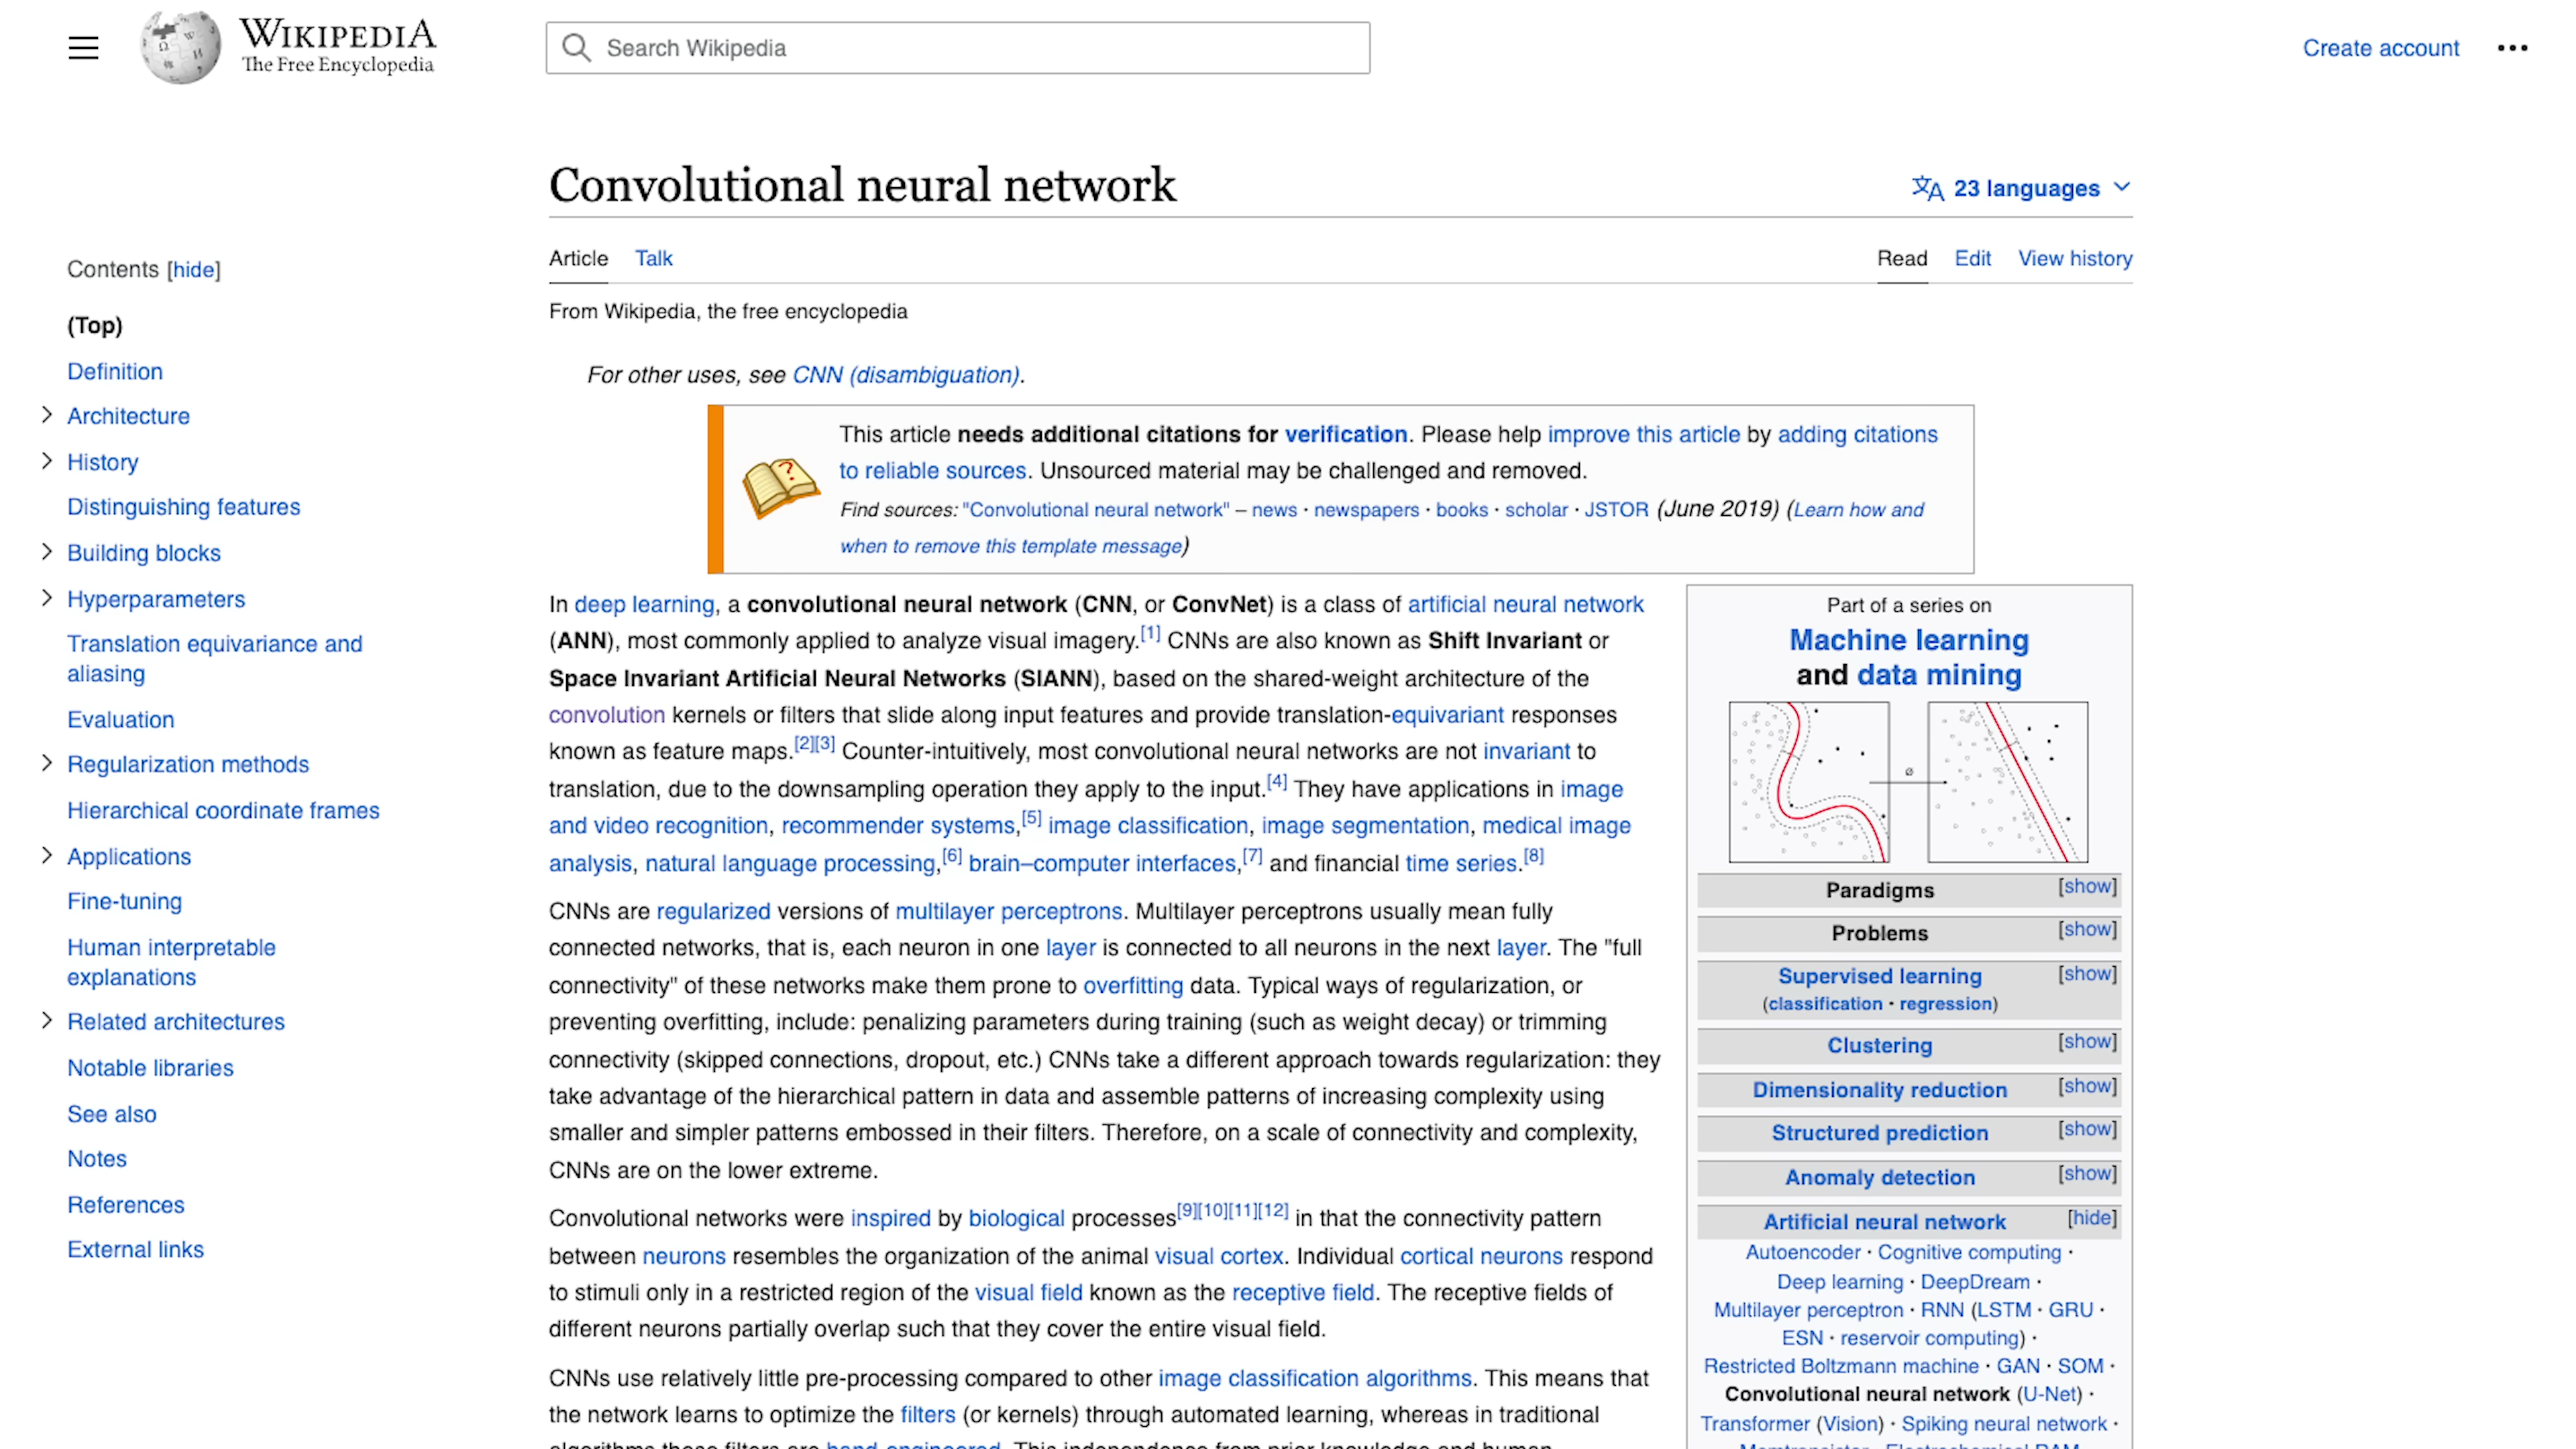 WIKIPEDIA
The Free Encyclopedia
Search Wikipedia
Create account
Convolutional neural network
23 languages
Article Talk
Read Edit View history
From Wikipedia, the free encyclopedia
Contents [hide]
(Top)
Definition
Architecture
History
Distinguishing features
Building blocks
Hyperparameters
Translation equivariance and
aliasing
Evaluation
Regularization methods
Hierarchical coordinate frames
Applications
Fine-tuning
Human interpretable
explanations
Related architectures
Notable libraries
See also
Notes
References
External links
For other uses, see CNN (disambiguation).
This article needs additional citations for verification. Please help improve this article by adding citations
to reliable sources. Unsourced material may be challenged and removed.
Find sources: "Convolutional neural network" – news · newspapers · books · scholar · JSTOR (June 2019) (Learn how and
when to remove this template message)
In deep learning, a convolutional neural network (CNN, or ConvNet) is a class of artificial neural network
(ANN), most commonly applied to analyze visual imagery.[1] CNNs are also known as Shift Invariant or
Space Invariant Artificial Neural Networks (SIANN), based on the shared-weight architecture of the
convolution kernels or filters that slide along input features and provide translation-equivariant responses
known as feature maps.[2][3] Counter-intuitively, most convolutional neural networks are not invariant to
translation, due to the downsampling operation they apply to the input.[4] They have applications in image
and video recognition, recommender systems,[5] image classification, image segmentation, medical image
analysis, natural language processing,[6] brain–computer interfaces,[7] and financial time series.[8]
CNNs are regularized versions of multilayer perceptrons. Multilayer perceptrons usually mean fully
connected networks, that is, each neuron in one layer is connected to all neurons in the next layer. The "full
connectivity" of these networks make them prone to overfitting data. Typical ways of regularization, or
preventing overfitting, include: penalizing parameters during training (such as weight decay) or trimming
connectivity (skipped connections, dropout, etc.) CNNs take a different approach towards regularization: they
take advantage of the hierarchical pattern in data and assemble patterns of increasing complexity using
smaller and simpler patterns embossed in their filters. Therefore, on a scale of connectivity and complexity,
CNNs are on the lower extreme.
Convolutional networks were inspired by biological processes[9][10][11][12] in that the connectivity pattern
between neurons resembles the organization of the animal visual cortex. Individual cortical neurons respond
to stimuli only in a restricted region of the visual field known as the receptive field. The receptive fields of
different neurons partially overlap such that they cover the entire visual field.
CNNs use relatively little pre-processing compared to other image classification algorithms. This means that
the network learns to optimize the filters (or kernels) through automated learning, whereas in traditional
algorithms these filters are hand-engineered. This independence from prior knowledge and human
Part of a series on
Machine learning
and data mining
ø
Paradigms [show]
Problems [show]
Supervised learning [show]
(classification · regression)
Clustering [show]
Dimensionality reduction [show]
Structured prediction [show]
Anomaly detection [show]
Artificial neural network [hide]
Autoencoder · Cognitive computing ·
Deep learning · DeepDream ·
Multilayer perceptron · RNN (LSTM · GRU ·
ESN · reservoir computing) ·
Restricted Boltzmann machine · GAN · SOM ·
Convolutional neural network (U-Net) ·
Transformer (Vision) · Spiking neural network ·
Memtransistor · Electrochemical RAM